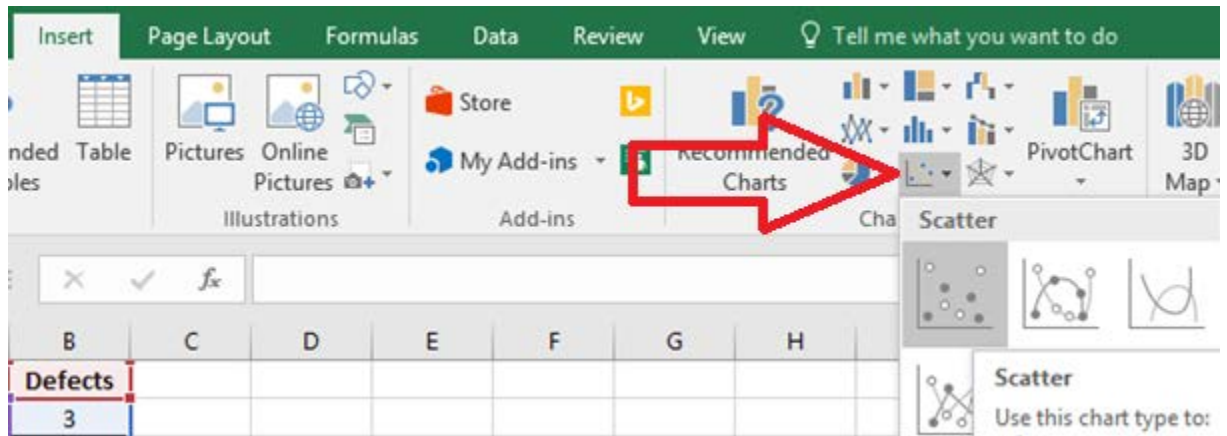 Insert Page Layout Formulas Data Review View Tell me what you want to do
Store
My Add-ins
nded Table
les
Pictures
Online
Pictures
Recommended
Charts
PivotChart
3D
Map
Illustrations Add-ins Cha
Scatter
fx
B C D E F G H
Defects
3
Scatter
Use this chart type to: